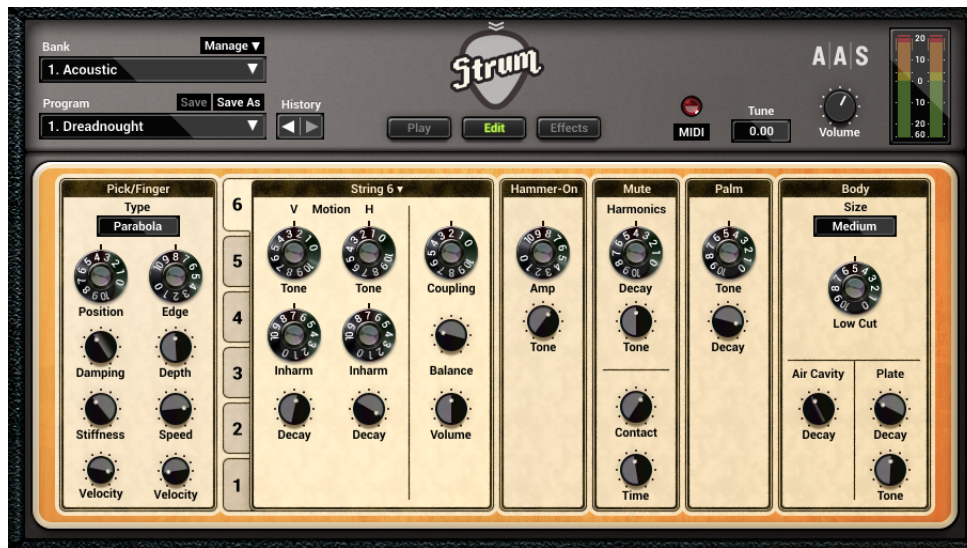 Bank
Manage ▼
1. Acoustic ▼
Program
Save
Save As
History
1. Dreadnought ▼
Strum
Play
Edit
Effects
MIDI
Tune
0.00
Volume
A|A|S
20
10
0
10
20
60
Pick/Finger
Type
Parabola
Position
Edge
Damping
Depth
Stiffness
Speed
Velocity
Velocity
6
5
4
3
2
1
String 6 ▾
V Motion H
Tone
Tone
Coupling
Inharm
Inharm
Balance
Decay
Decay
Volume
Hammer-On
Amp
Tone
Mute
Harmonics
Decay
Tone
Contact
Time
Palm
Tone
Decay
Body
Size
Medium
Low Cut
Air Cavity
Plate
Decay
Decay
Tone